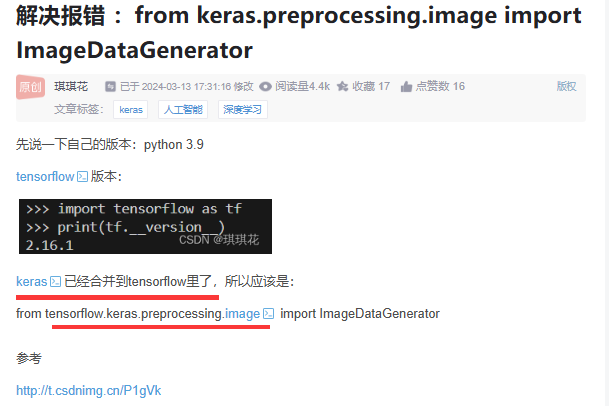 解决报错 ：from keras.preprocessing.image import
ImageDataGenerator
原创 琪琪花 已于 2024-03-13 17:31:16 修改 阅读量4.4k 收藏 17 点赞数 16 版权
文章标签： keras 人工智能 深度学习
先说一下自己的版本：python 3.9
tensorflow 版本：
>>> import tensorflow as tf
>>> print(tf.__version__)
2.16.1
CSDN @琪琪花
keras 已经合并到tensorflow里了，所以应该是：
from tensorflow.keras.preprocessing.image import ImageDataGenerator
参考
http://t.csdnimg.cn/P1gVk